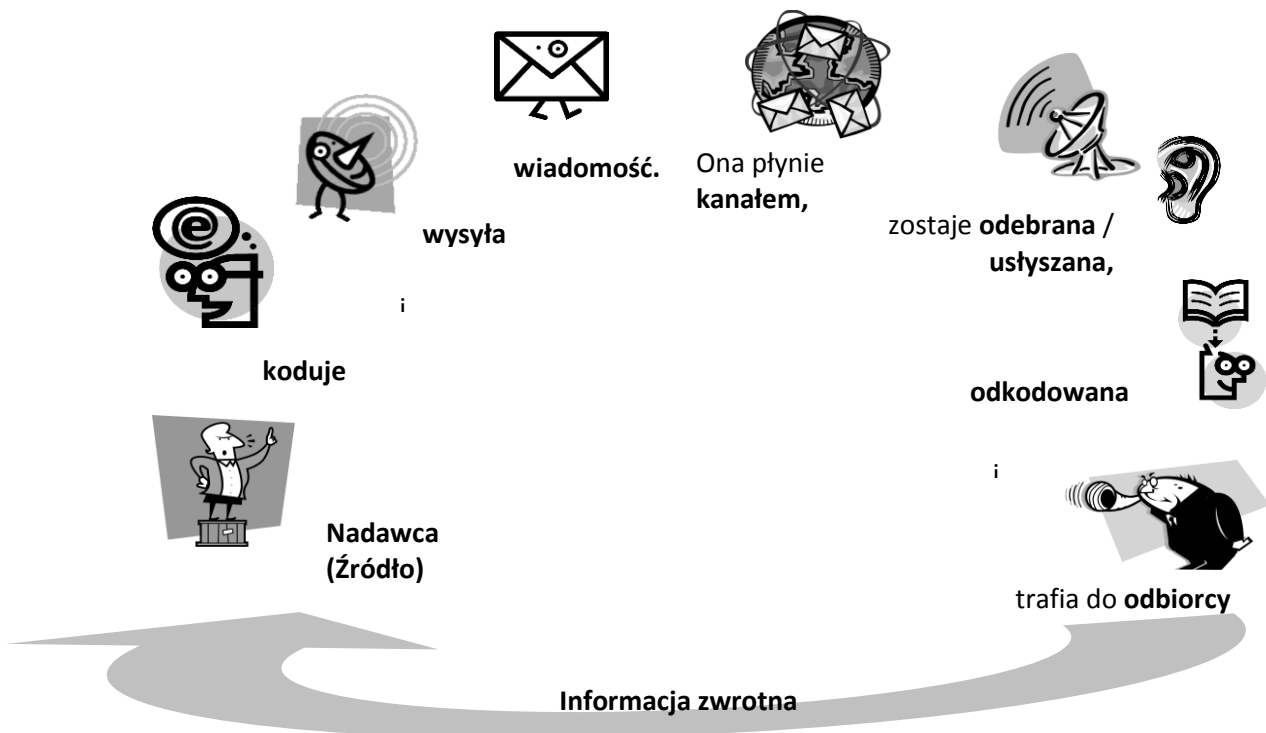 Nadawca
(Źródło)
koduje
i
wysyła
wiadomość.
Ona płynie
kanałem,
zostaje odebrana /
usłyszana,
odkodowana
i
trafia do odbiorcy
Informacja zwrotna
e